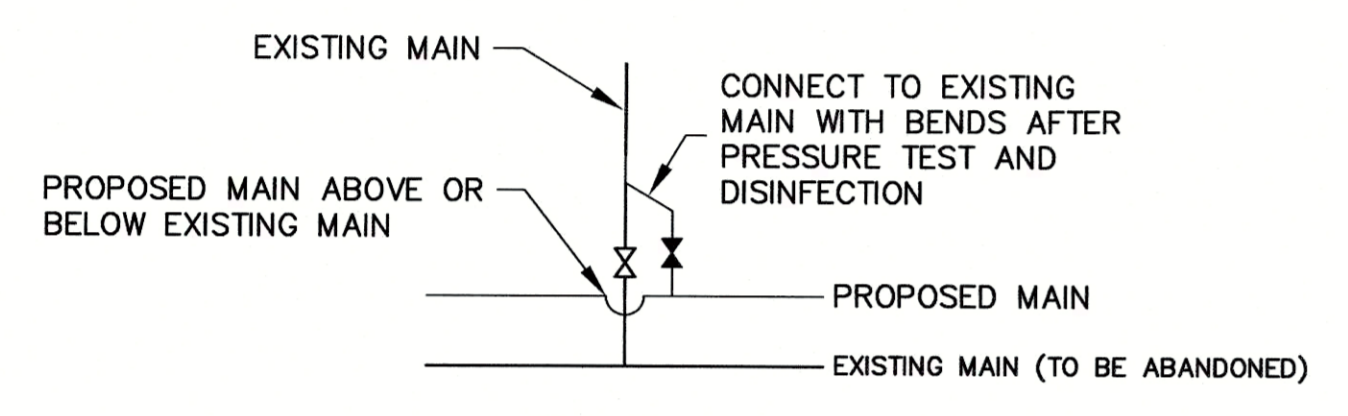 EXISTING MAIN
CONNECT TO EXISTING
MAIN WITH BENDS AFTER
PRESSURE TEST AND
DISINFECTION
PROPOSED MAIN ABOVE OR
BELOW EXISTING MAIN
PROPOSED MAIN
EXISTING MAIN (TO BE ABANDONED)